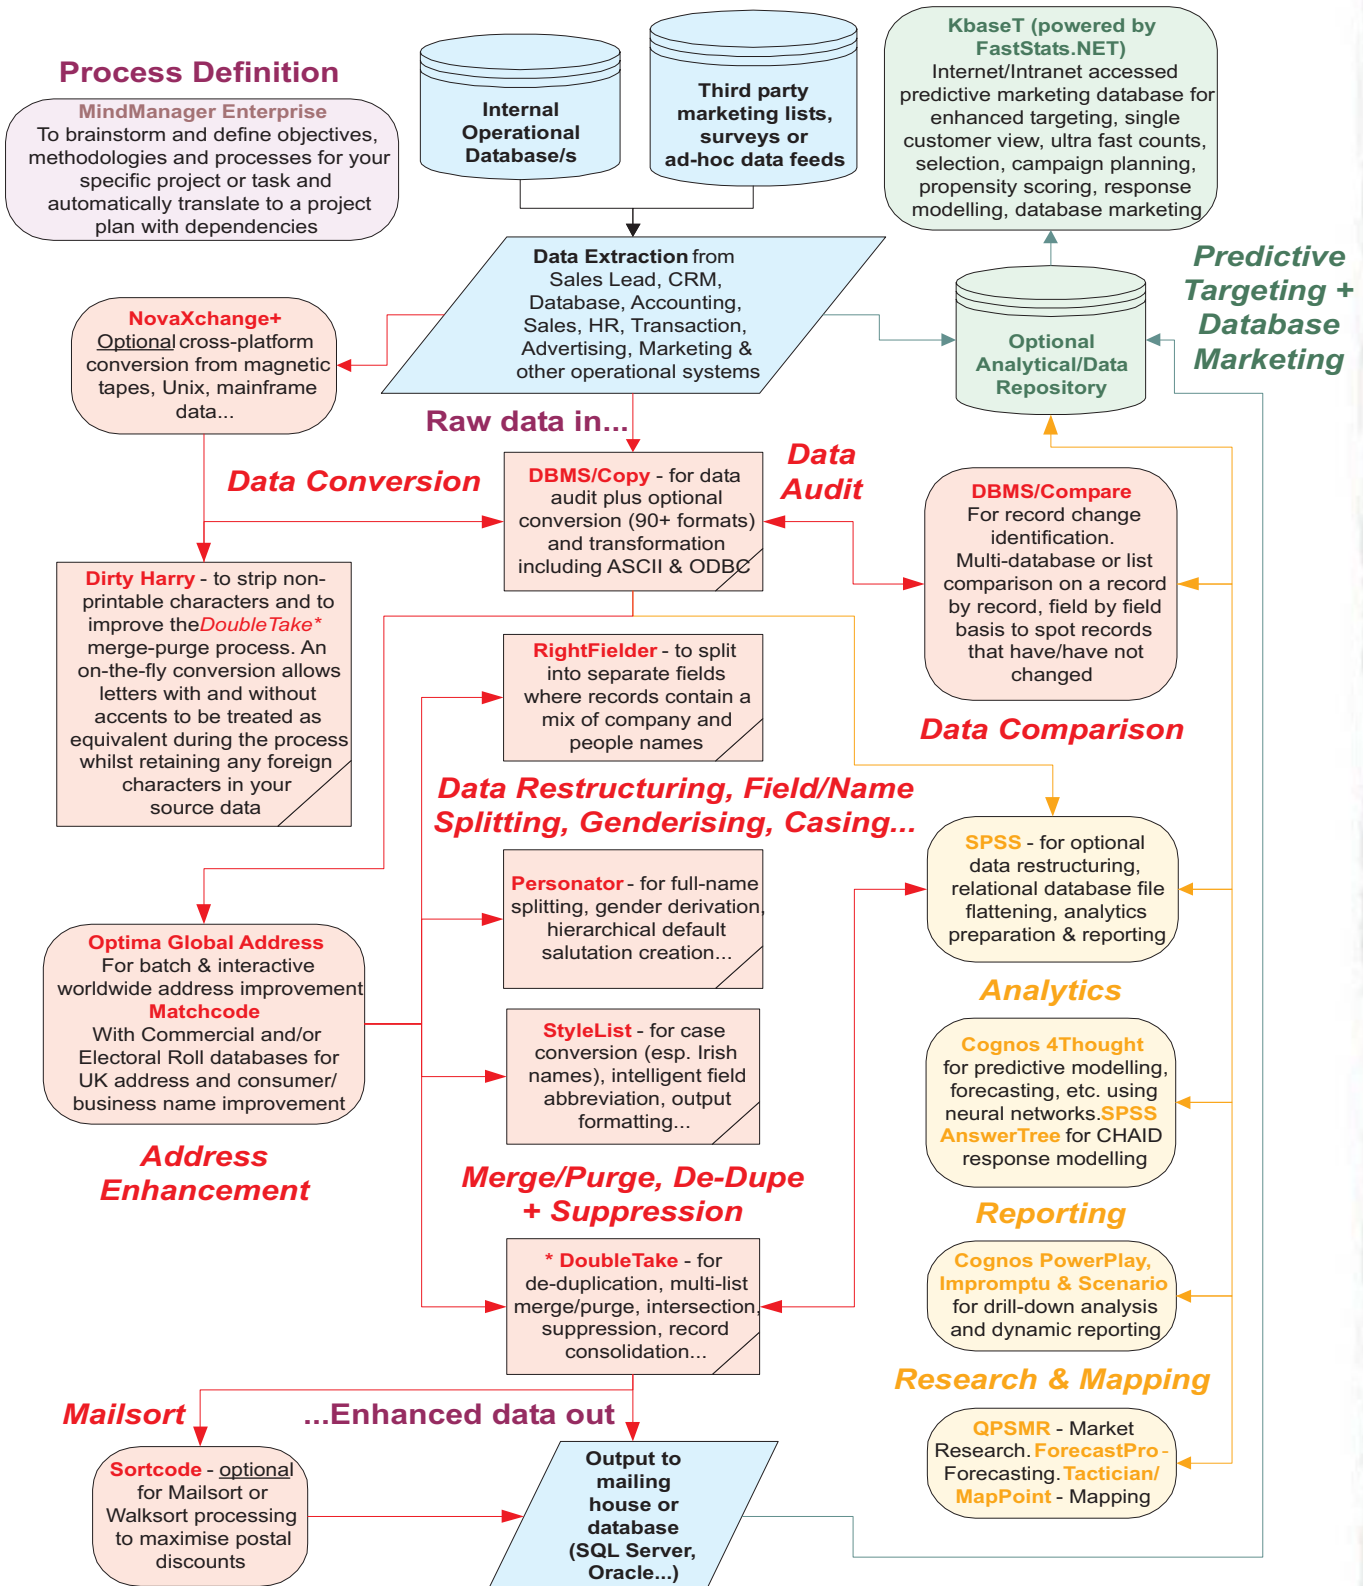 Process Definition
MindManager Enterprise
To brainstorm and define objectives,
methodologies and processes for your
specific project or task and
automatically translate to a project
plan with dependencies
Internal
Operational
Database/s
Third party
marketing lists,
surveys or
ad-hoc data feeds
KbaseT (powered by
FastStats.NET)
Internet/Intranet accessed
predictive marketing database for
enhanced targeting, single
customer view, ultra fast counts,
selection, campaign planning,
propensity scoring, response
modelling, database marketing
Data Extraction from
Sales Lead, CRM,
Database, Accounting,
Sales, HR, Transaction,
Advertising, Marketing &
other operational systems
Predictive
Targeting +
Database
Marketing
Optional
Analytical/Data
Repository
NovaXchange+
Optional cross-platform
conversion from magnetic
tapes, Unix, mainframe
data...
Raw data in...
Data Conversion
DBMS/Copy - for data
audit plus optional
conversion (90+ formats)
and transformation
including ASCII & ODBC
Data
Audit
DBMS/Compare
For record change
identification.
Multi-database or list
comparison on a record
by record, field by field
basis to spot records
that have/have not
changed
Data Comparison
Dirty Harry - to strip non-
printable characters and to
improve the DoubleTake*
merge-purge process. An
on-the-fly conversion allows
letters with and without
accents to be treated as
equivalent during the process
whilst retaining any foreign
characters in your
source data
RightFielder - to split
into separate fields
where records contain a
mix of company and
people names
Data Restructuring, Field/Name
Splitting, Genderising, Casing...
Personator - for full-name
splitting, gender derivation,
hierarchical default
salutation creation...
SPSS - for optional
data restructuring,
relational database file
flattening, analytics
preparation & reporting
Optima Global Address
For batch & interactive
worldwide address improvement
Matchcode
With Commercial and/or
Electoral Roll databases for
UK address and consumer/
business name improvement
Address
Enhancement
StyleList - for case
conversion (esp. Irish
names), intelligent field
abbreviation, output
formatting...
Analytics
Cognos 4Thought
for predictive modelling,
forecasting, etc. using
neural networks. SPSS
AnswerTree for CHAID
response modelling
Merge/Purge, De-Dupe
+ Suppression
* DoubleTake - for
de-duplication, multi-list
merge/purge, intersection,
suppression, record
consolidation...
Reporting
Cognos PowerPlay,
Impromptu & Scenario
for drill-down analysis
and dynamic reporting
Research & Mapping
QPSMR - Market
Research. ForecastPro -
Forecasting. Tactician/
MapPoint - Mapping
Mailsort
...Enhanced data out
Sortcode - optional
for Mailsort or
Walksort processing
to maximise postal
discounts
Output to
mailing
house or
database
(SQL Server,
Oracle...)